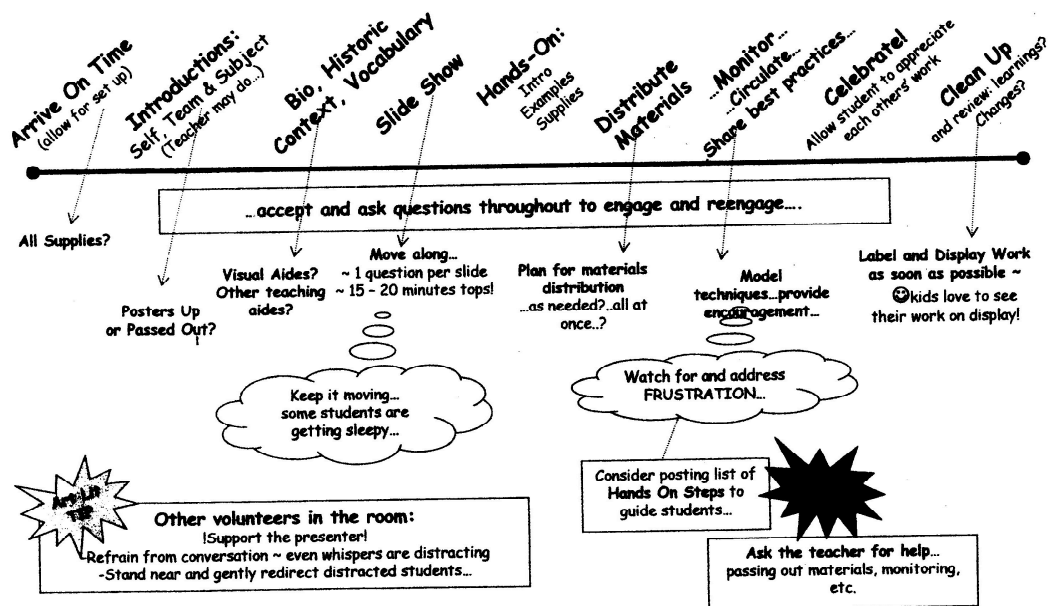 Arrive On Time
(allow for set up)
Introductions:
Self, Team & Subject
(Teacher may do...)
Bio, Historic
Context, Vocabulary
Slide Show
Hands-On:
Intro
Examples
Supplies
Distribute
Materials
...Monitor...
...Circulate...
Share best practices...
Celebrate!
Allow student to appreciate
each others' work
Clean Up
and review: learnings?
Changes?
...accept and ask questions throughout to engage and reengage....
All Supplies?
Posters Up
or Passed Out?
Visual Aides?
Other teaching
aides?
Move along...
~ 1 question per slide
~ 15 – 20 minutes tops!
Plan for materials
distribution
...as needed?..all at
once..?
Model
techniques...provide
encouragement...
Label and Display Work
as soon as possible ~
☺kids love to see
their work on display!
Keep it moving...
some students are
getting sleepy...
Watch for and address
FRUSTRATION...
Consider posting list of
Hands On Steps to
guide students...
Art-Lit
TIP
Other volunteers in the room:
!Support the presenter!
-Refrain from conversation ~ even whispers are distracting
-Stand near and gently redirect distracted students...
Ask the teacher for help...
passing out materials, monitoring,
etc.